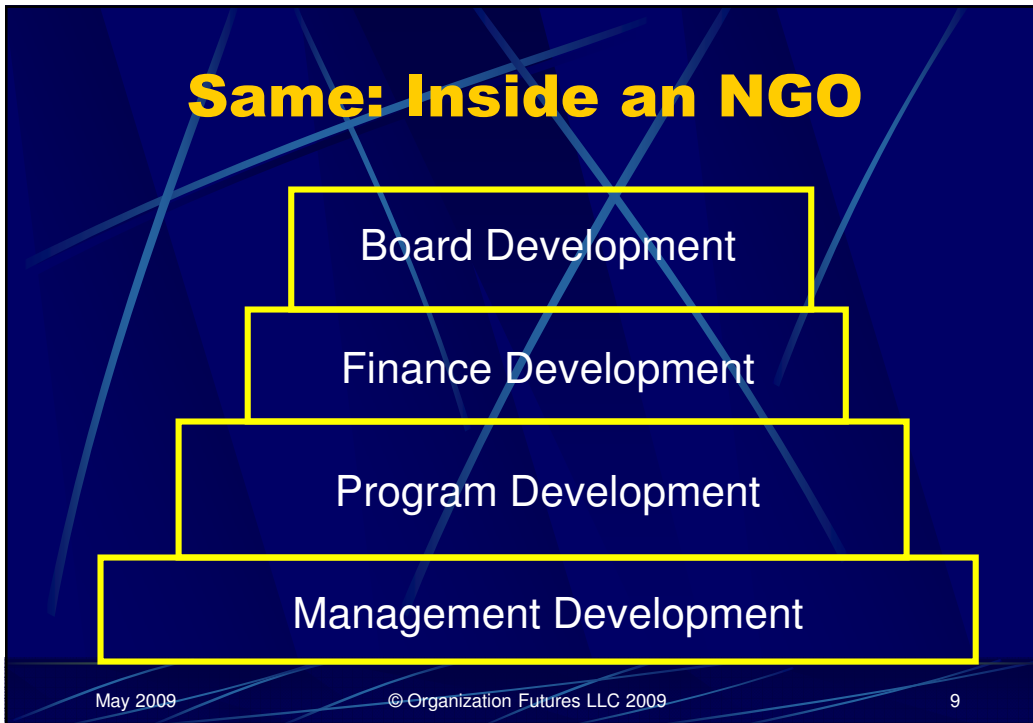 Same: Inside an NGO
Board Development
Finance Development
Program Development
Management Development
May 2009 © Organization Futures LLC 2009 9